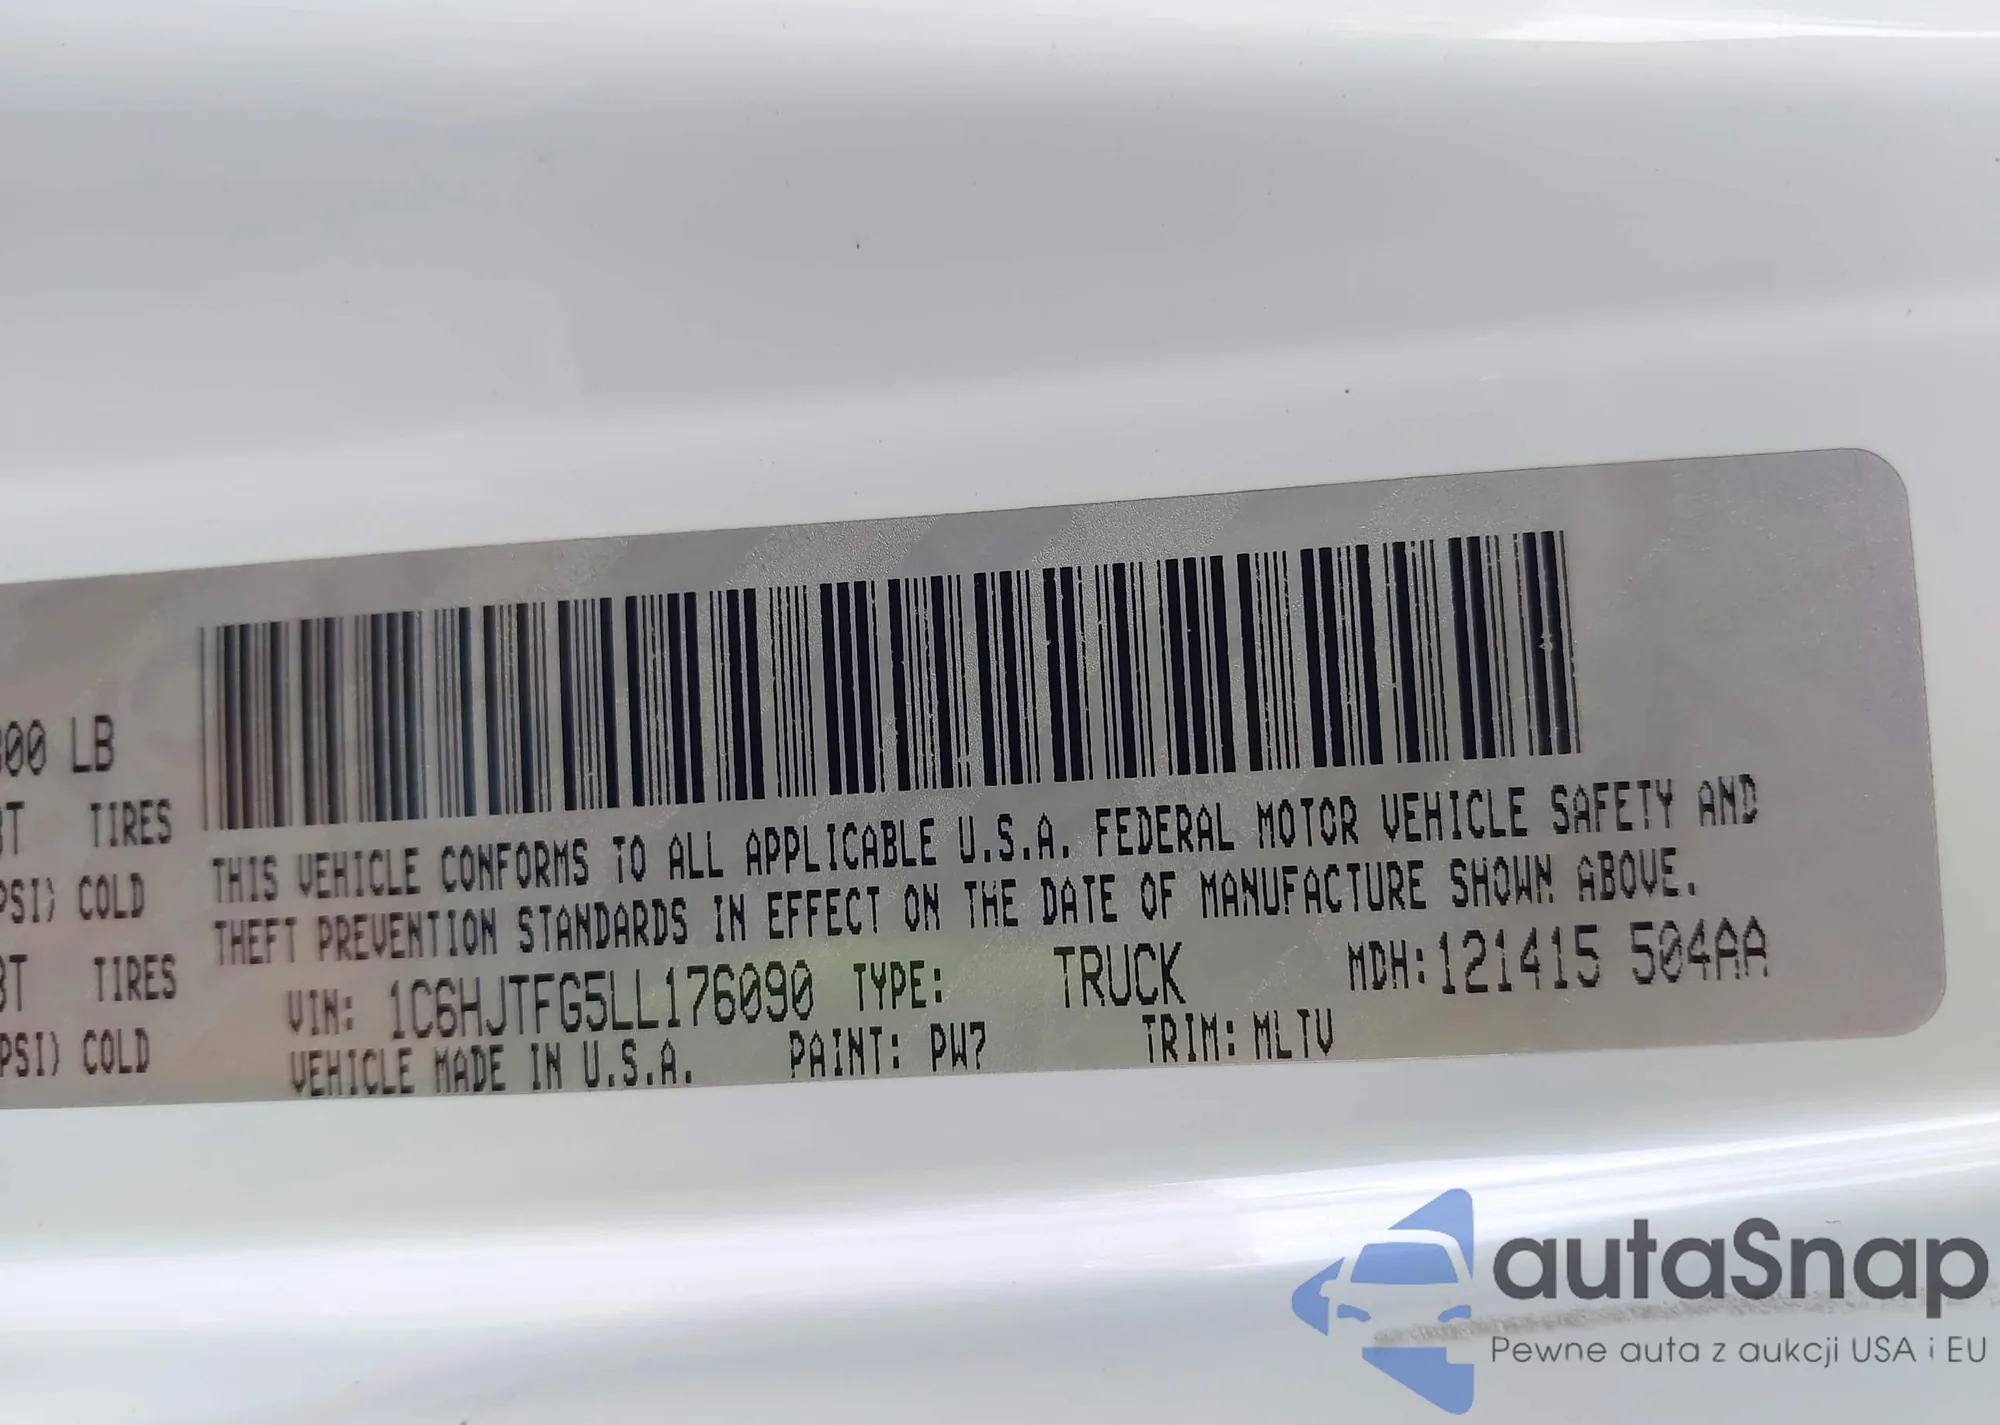 00 LB
TIRES
PSI) COLD
TIRES
PSI) COLD
THIS VEHICLE CONFORMS TO ALL APPLICABLE U.S.A. FEDERAL MOTOR VEHICLE SAFETY AND
THEFT PREVENTION STANDARDS IN EFFECT ON THE DATE OF MANUFACTURE SHOWN ABOVE.
VIN: 1C6HJTFG5LL176090 TYPE: TRUCK MDH: 121415 504AA
VEHICLE MADE IN U.S.A. PAINT: PW7 TRIM: MLTV
autaSnap
Pewne auta z aukcji USA i EU